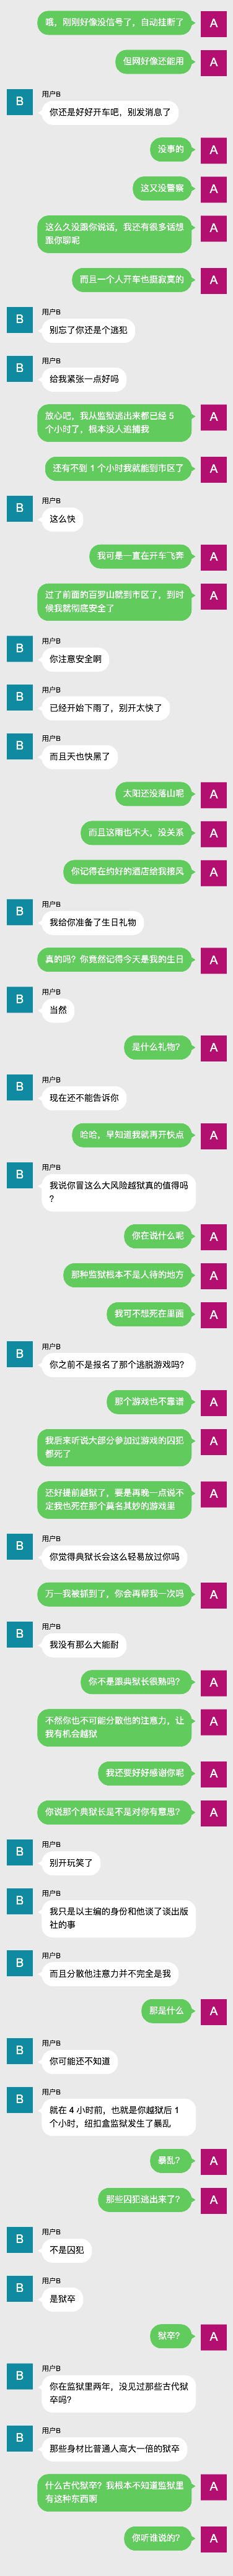 哦，刚刚好像没信号了，自动挂断了
A
但网好像还能用
A
用户B
B
你还是好好开车吧，别发消息了
没事的
A
这又没警察
A
这么久没跟你说话，我还有很多话想
跟你聊呢
A
而且一个人开车也挺寂寞的
A
用户B
B
别忘了你还是个逃犯
用户B
B
给我紧张一点好吗
放心吧，我从监狱逃出来都已经 5
个小时了，根本没人追捕我
A
还有不到 1 个小时我就能到市区了
A
用户B
B
这么快
我可是一直在开车飞奔
A
过了前面的百罗山就到市区了，到时
候我就彻底安全了
A
用户B
B
你注意安全啊
用户B
B
已经开始下雨了，别开太快了
用户B
B
而且天也快黑了
太阳还没落山呢
A
而且这雨也不大，没关系
A
你记得在约好的酒店给我接风
A
用户B
B
我给你准备了生日礼物
真的吗？你竟然记得今天是我的生日
A
用户B
B
当然
是什么礼物？
A
用户B
B
现在还不能告诉你
哈哈，早知道我就再开快点
A
用户B
B
我说你冒这么大风险越狱真的值得吗
？
你在说什么呢
A
那种监狱根本不是人待的地方
A
我可不想死在里面
A
用户B
B
你之前不是报名了那个逃脱游戏吗？
那个游戏也不靠谱
A
我后来听说大部分参加过游戏的囚犯
都死了
A
还好提前越狱了，要是再晚一点说不
定我也死在那个莫名其妙的游戏里
A
用户B
B
你觉得典狱长会这么轻易放过你吗
万一我被抓到了，你会再帮我一次吗
A
用户B
B
我没有那么大能耐
你不是跟典狱长很熟吗？
A
不然你也不可能分散他的注意力，让
我有机会越狱
A
我还要好好感谢你呢
A
你说那个典狱长是不是对你有意思？
A
用户B
B
别开玩笑了
用户B
B
我只是以主编的身份和他谈了谈出版
社的事
用户B
B
而且分散他注意力并不完全是我
那是什么
A
用户B
B
你可能还不知道
用户B
B
就在 4 小时前，也就是你越狱后 1
个小时，纽扣盒监狱发生了暴乱
暴乱？
A
那些囚犯逃出来了？
A
用户B
B
不是囚犯
用户B
B
是狱卒
狱卒？
A
用户B
B
你在监狱里两年，没见过那些古代狱
卒吗？
用户B
B
那些身材比普通人高大一倍的狱卒
什么古代狱卒？我根本不知道监狱里
有这种东西啊
A
你听谁说的？
A